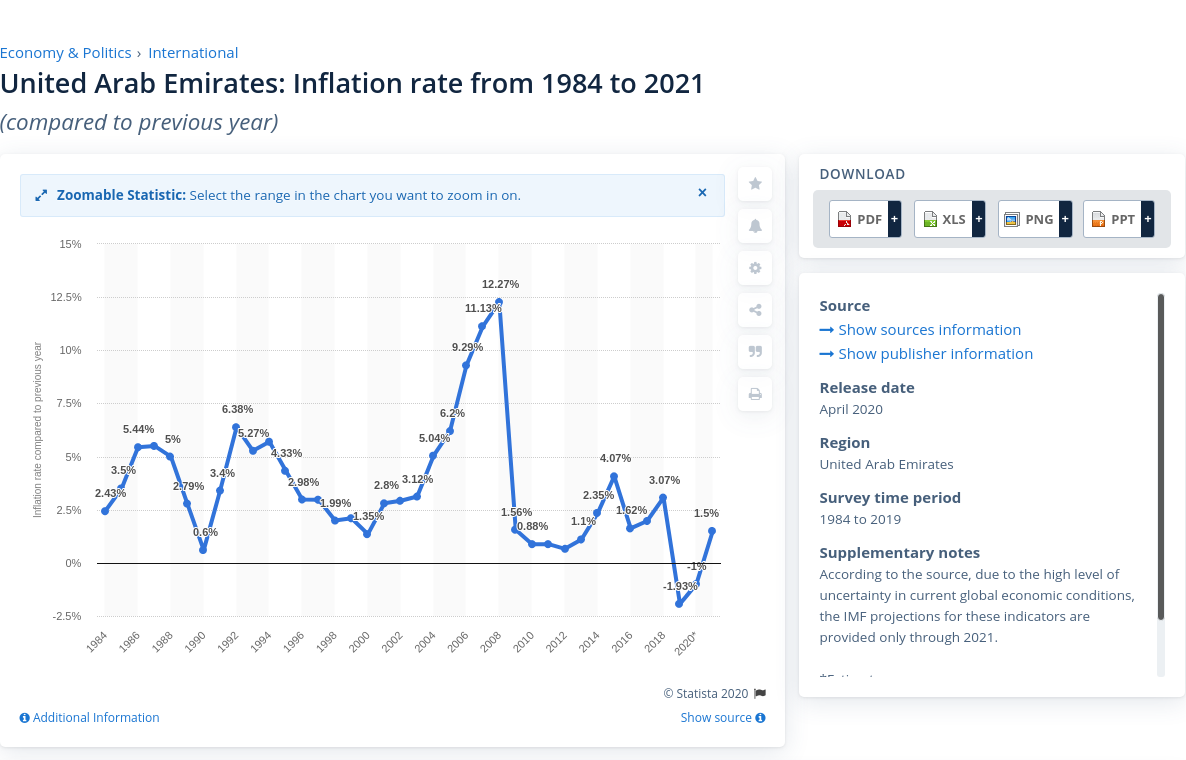 Economy & Politics › International
United Arab Emirates: Inflation rate from 1984 to 2021
(compared to previous year)
Zoomable Statistic: Select the range in the chart you want to zoom in on.
×
15%
12.5%
10%
7.5%
5%
2.5%
0%
-2.5%
Inflation rate compared to previous year
2.43%
3.5%
5.44%
5%
2.79%
0.6%
3.4%
6.38%
5.27%
4.33%
2.98%
1.99%
1.35%
2.8%
3.12%
5.04%
6.2%
9.29%
11.13%
12.27%
1.56%
0.88%
1.1%
2.35%
4.07%
1.62%
3.07%
-1.93%
-1%
1.5%
1984
1986
1988
1990
1992
1994
1996
1998
2000
2002
2004
2006
2008
2010
2012
2014
2016
2018
2020*
© Statista 2020
Additional Information
Show source
DOWNLOAD
PDF +
XLS +
PNG +
PPT +
Source
Show sources information
Show publisher information
Release date
April 2020
Region
United Arab Emirates
Survey time period
1984 to 2019
Supplementary notes
According to the source, due to the high level of
uncertainty in current global economic conditions,
the IMF projections for these indicators are
provided only through 2021.